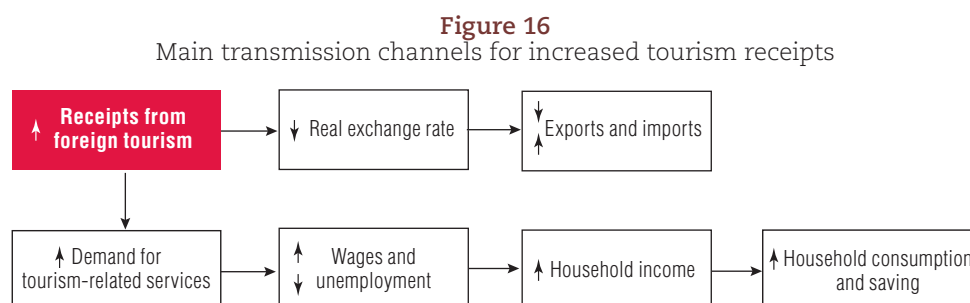 Figure 16
Main transmission channels for increased tourism receipts
Receipts from
foreign tourism
Real exchange rate
Exports and imports
Demand for
tourism-related services
Wages and
unemployment
Household income
Household consumption
and saving